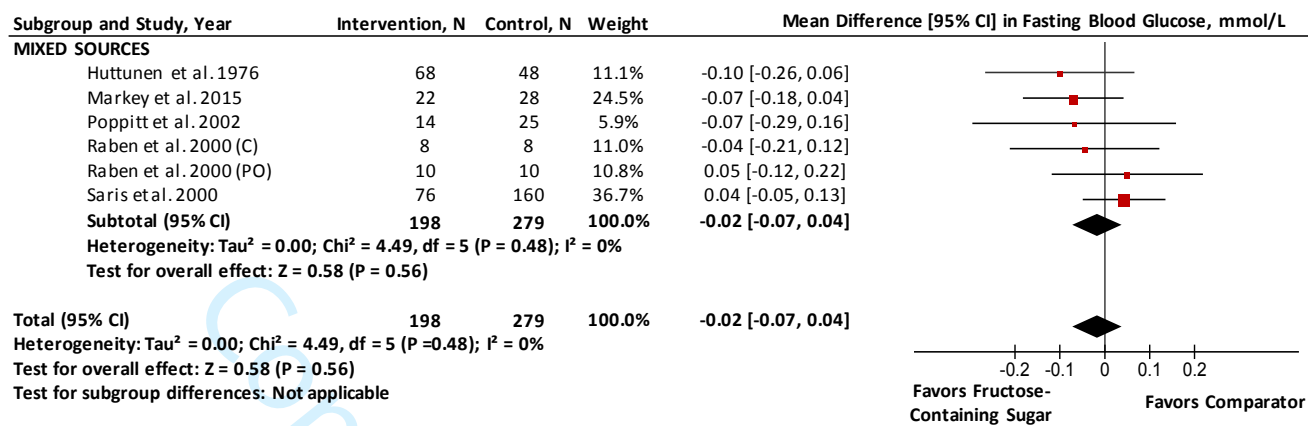 Subgroup and Study, Year Intervention, N Control, N Weight Mean Difference [95% CI] in Fasting Blood Glucose, mmol/L
MIXED SOURCES
Huttunen et al. 1976 68 48 11.1% -0.10 [-0.26, 0.06]
Markey et al. 2015 22 28 24.5% -0.07 [-0.18, 0.04]
Poppitt et al. 2002 14 25 5.9% -0.07 [-0.29, 0.16]
Raben et al. 2000 (C) 8 8 11.0% -0.04 [-0.21, 0.12]
Raben et al. 2000 (PO) 10 10 10.8% 0.05 [-0.12, 0.22]
Saris et al. 2000 76 160 36.7% 0.04 [-0.05, 0.13]
Subtotal (95% CI) 198 279 100.0% -0.02 [-0.07, 0.04]
Heterogeneity: Tau² = 0.00; Chi² = 4.49, df = 5 (P = 0.48); I² = 0%
Test for overall effect: Z = 0.58 (P = 0.56)
Total (95% CI) 198 279 100.0% -0.02 [-0.07, 0.04]
Heterogeneity: Tau² = 0.00; Chi² = 4.49, df = 5 (P =0.48); I² = 0%
Test for overall effect: Z = 0.58 (P = 0.56)
Test for subgroup differences: Not applicable
-0.2 -0.1 0 0.1 0.2
Favors Fructose-
Containing Sugar
Favors Comparator